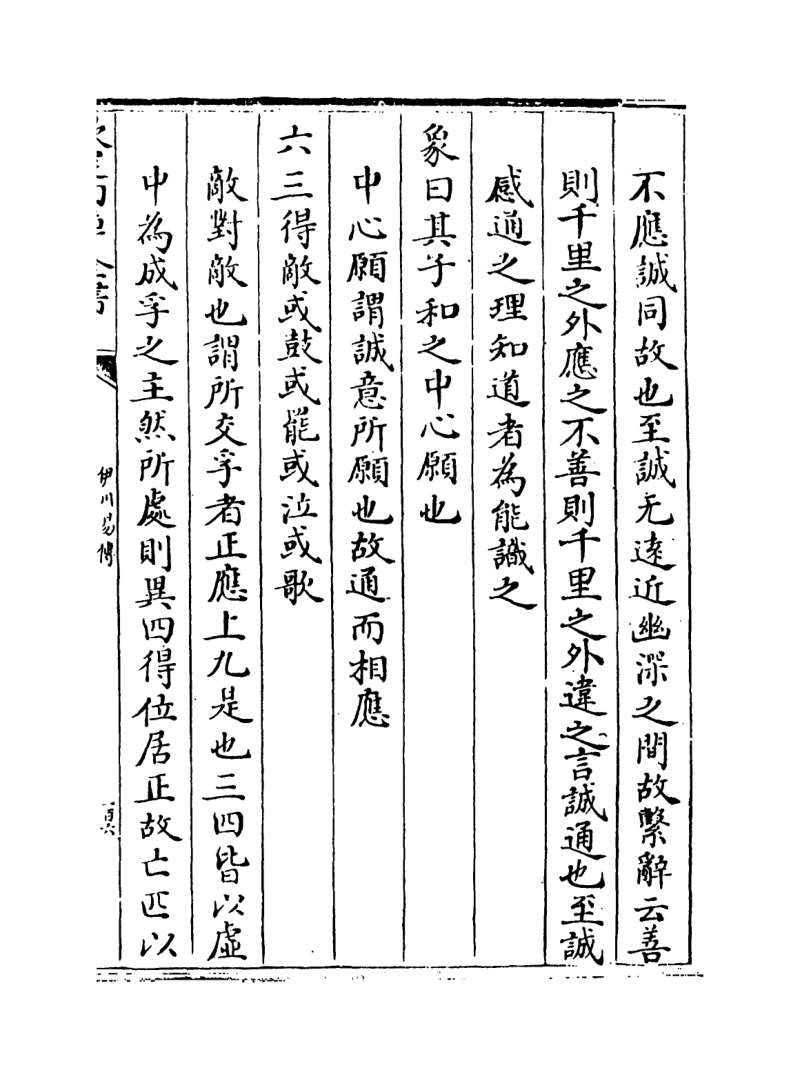 不應誠同故也至誠无遠近幽深之間故繫辭云善
則千里之外應之不善則千里之外違之言誠通也至誠
感通之理知道者為能識之
象曰其子和之中心願也
中心願謂誠意所願也故通而相應
六三得敵或鼓或罷或泣或歌
敵對敵也謂所交孚者正應上九是也三四皆以虛
中為成孚之主然所處則異四得位居正故亡匹以
伊川易傳
一百六